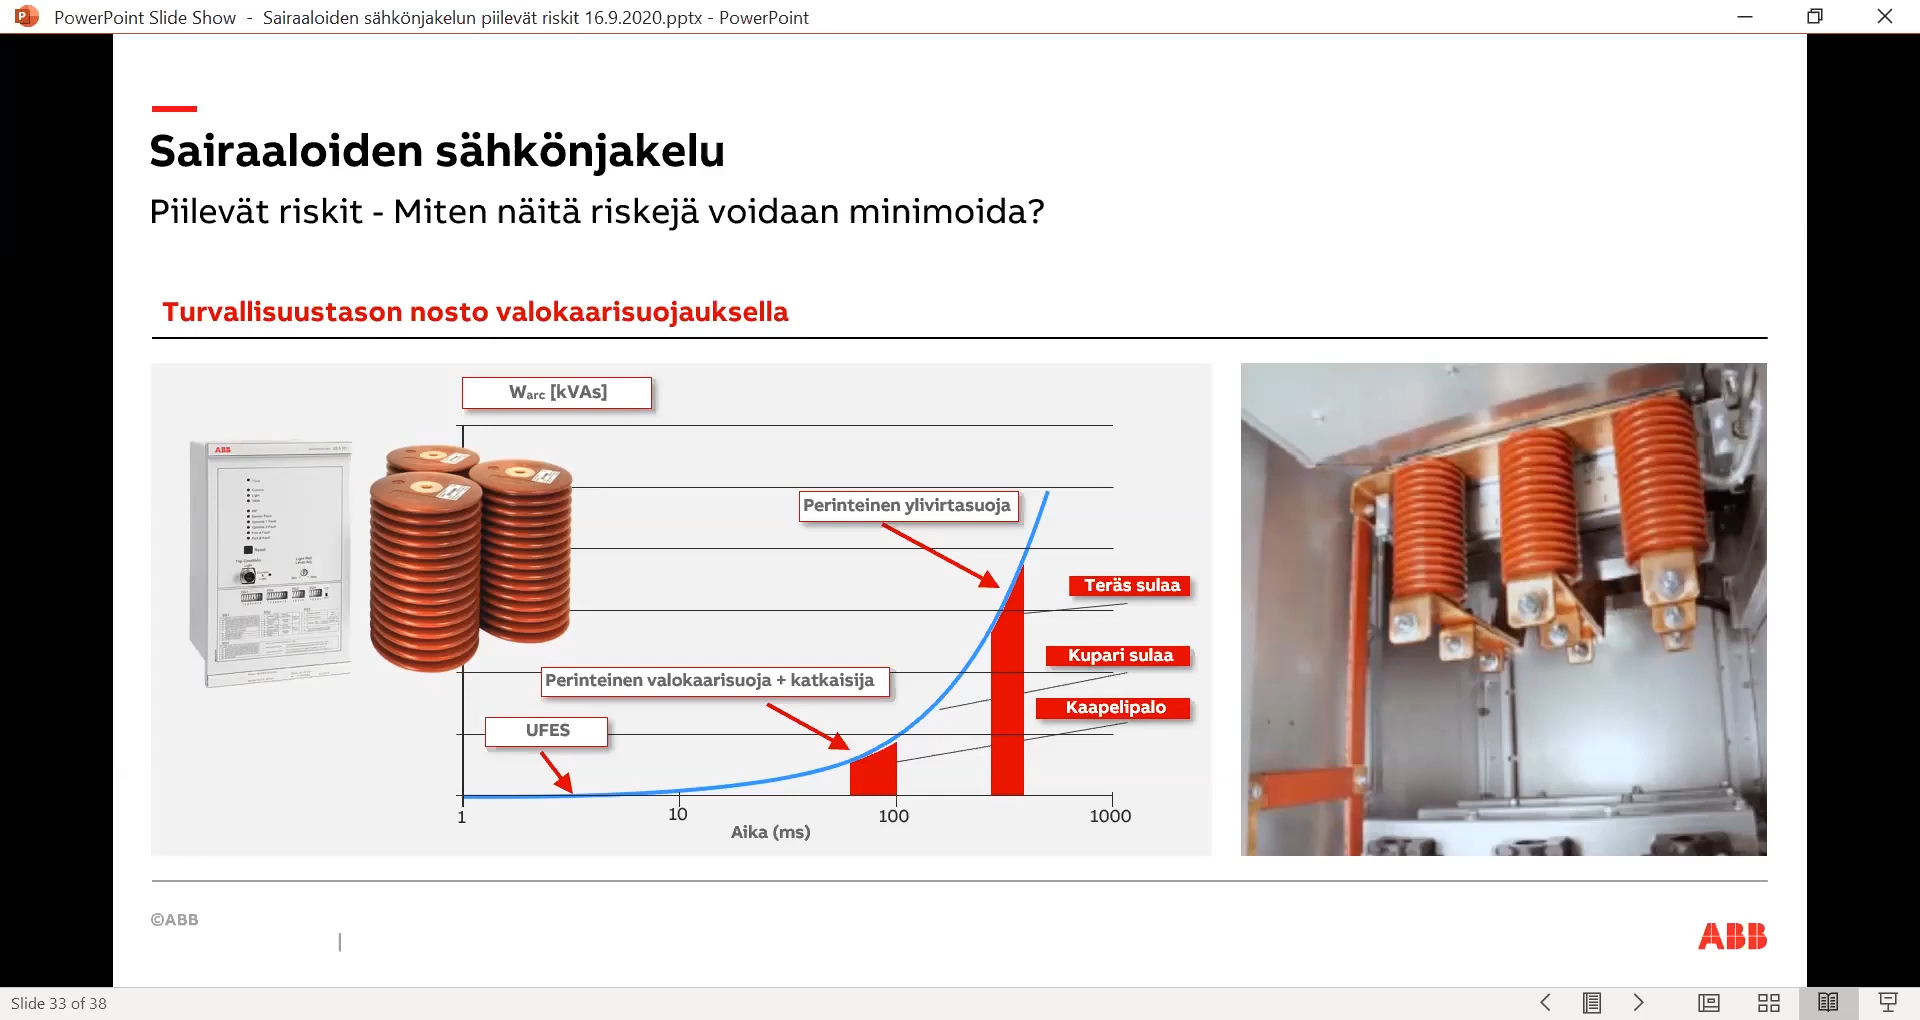 PowerPoint Slide Show - Sairaaloiden sähkönjakelun piilevät riskit 16.9.2020.pptx - PowerPoint
Sairaaloiden sähkönjakelu
Piilevät riskit - Miten näitä riskejä voidaan minimoida?
Turvallisuustason nosto valokaarisuojauksella
Warc [kVAs]
ABB
Perinteinen ylivirtasuoja
Teräs sulaa
Kupari sulaa
Perinteinen valokaarisuoja + katkaisija
Kaapelipalo
UFES
1
10
100
1000
Aika (ms)
©ABB
ABB
Slide 33 of 38